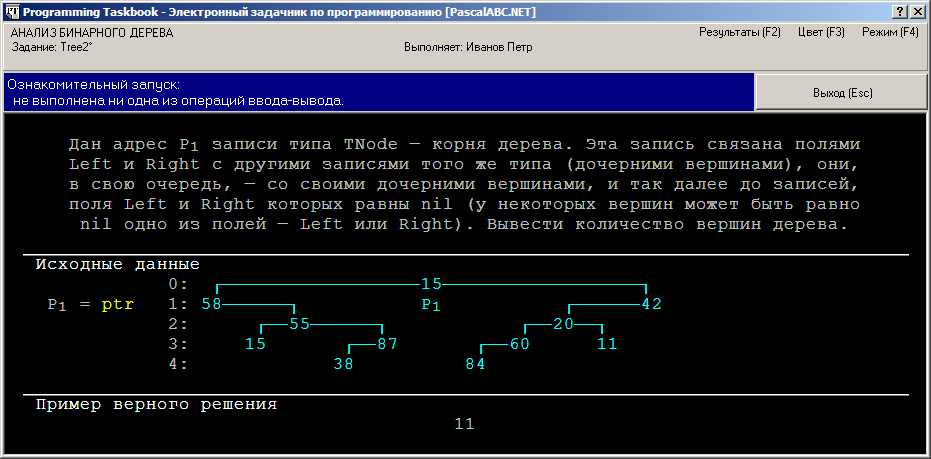 Programming Taskbook - Электронный задачник по программированию [PascalABC.NET]
АНАЛИЗ БИНАРНОГО ДЕРЕВА
Результаты (F2) Цвет (F3) Режим (F4)
Задание: Tree2° Выполняет: Иванов Петр
Ознакомительный запуск:
не выполнена ни одна из операций ввода-вывода.
Выход (Esc)
Дан адрес P1 записи типа TNode — корня дерева. Эта запись связана полями
Left и Right с другими записями того же типа (дочерними вершинами), они,
в свою очередь, — со своими дочерними вершинами, и так далее до записей,
поля Left и Right которых равны nil (у некоторых вершин может быть равно
nil одно из полей — Left или Right). Вывести количество вершин дерева.
Исходные данные
0: 15
P1 = ptr 1: 58 P1 42
2: 55 20
3: 15 87 60 11
4: 38 84
Пример верного решения
11